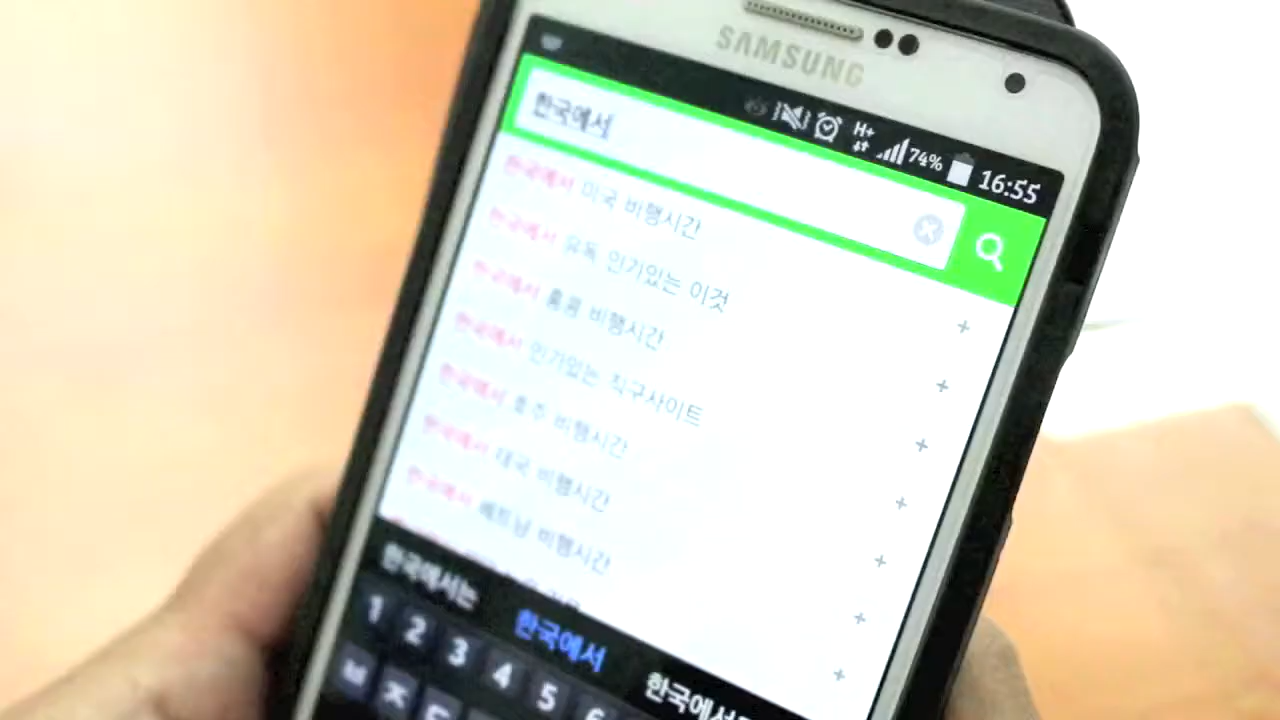 SAMSUNG
H+ 74% 16:55
한국에서
한국에서 미국 비행시간
한국에서 유독 인기있는 이것
한국에서 홍콩 비행시간
한국에서 인기있는 직구사이트
한국에서 호주 비행시간
한국에서 태국 비행시간
한국에서 베트남 비행시간
한국에서는 한국에서 한국에서
1 2 3 4 5 6
ㅂ ㅈ ㄷ